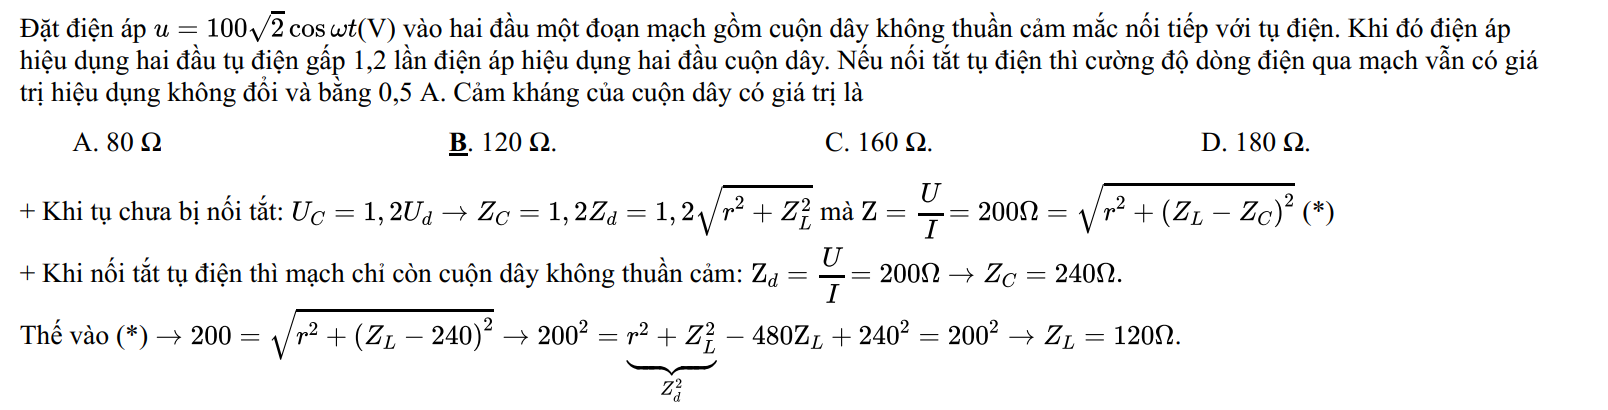 Đặt điện áp $u = 100\sqrt{2}\cos\omega t$(V) vào hai đầu một đoạn mạch gồm cuộn dây không thuần cảm mắc nối tiếp với tụ điện. Khi đó điện áp
hiệu dụng hai đầu tụ điện gấp 1,2 lần điện áp hiệu dụng hai đầu cuộn dây. Nếu nối tắt tụ điện thì cường độ dòng điện qua mạch vẫn có giá
trị hiệu dụng không đổi và bằng 0,5 A. Cảm kháng của cuộn dây có giá trị là
A. 80 Ω B. 120 Ω. C. 160 Ω. D. 180 Ω.
+ Khi tụ chưa bị nối tắt: $U_C = 1,2U_d \rightarrow Z_C = 1,2Z_d = 1,2\sqrt{r^2 + Z_L^2}$ mà $Z = \frac{U}{I} = 200\Omega = \sqrt{r^2 + (Z_L - Z_C)^2}$ (*)
+ Khi nối tắt tụ điện thì mạch chỉ còn cuộn dây không thuần cảm: $Z_d = \frac{U}{I} = 200\Omega \rightarrow Z_C = 240\Omega.$
Thế vào (*) $\rightarrow 200 = \sqrt{r^2 + (Z_L - 240)^2} \rightarrow 200^2 = \underbrace{r^2 + Z_L^2}_{Z_d^2} - 480Z_L + 240^2 = 200^2 \rightarrow Z_L = 120\Omega.$